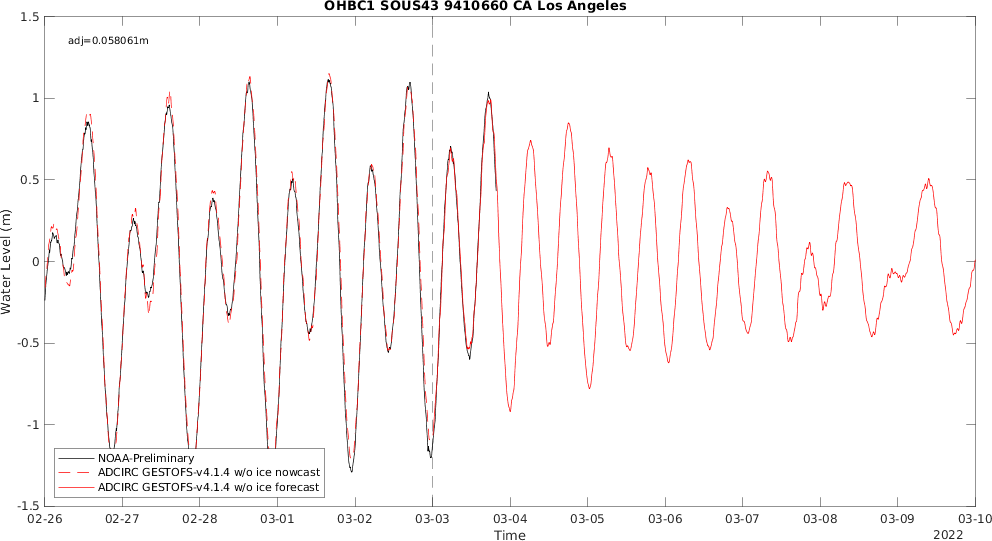 OHBC1 SOUS43 9410660 CA Los Angeles
adj=0.058061m
1.5
1
0.5
0
-0.5
-1
-1.5
Water Level (m)
NOAA-Preliminary
ADCIRC GESTOFS-v4.1.4 w/o ice nowcast
ADCIRC GESTOFS-v4.1.4 w/o ice forecast
02-26 02-27 02-28 03-01 03-02 03-03 03-04 03-05 03-06 03-07 03-08 03-09 03-10
Time
2022